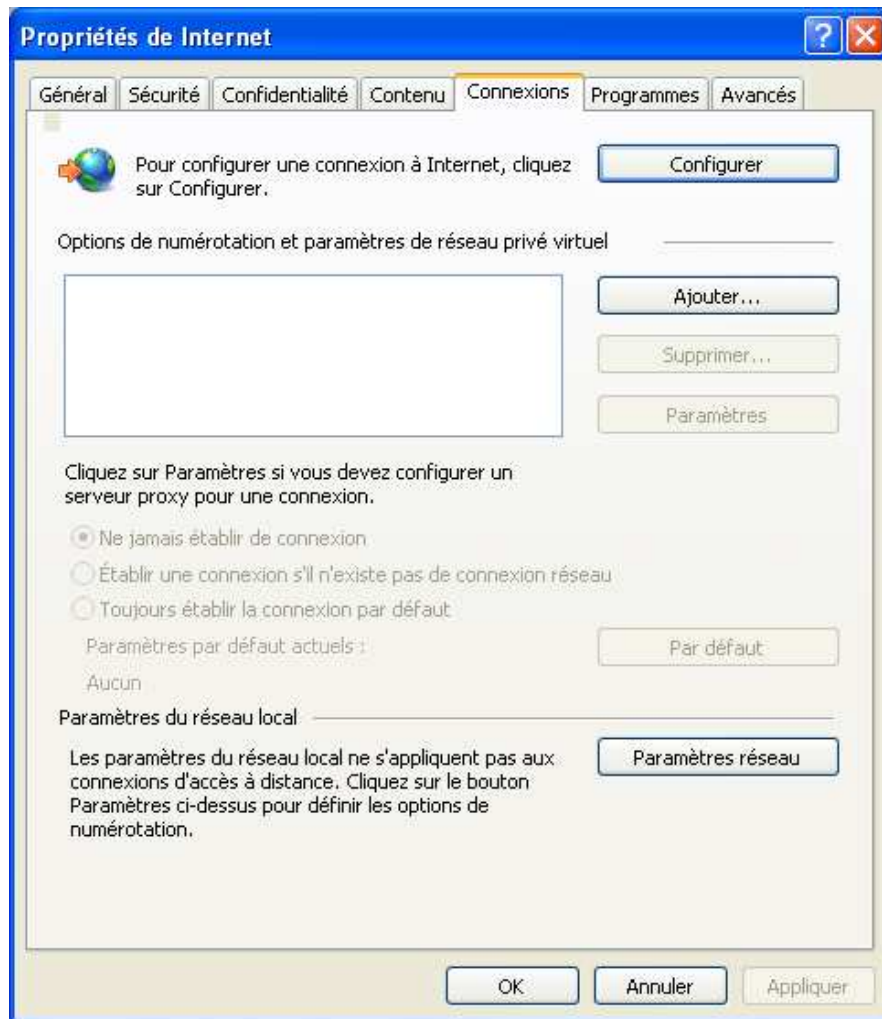 Propriétés de Internet
?
Général Sécurité Confidentialité Contenu Connexions Programmes Avancés
Pour configurer une connexion à Internet, cliquez
sur Configurer.
Configurer
Options de numérotation et paramètres de réseau privé virtuel
Ajouter...
Supprimer...
Paramètres
Cliquez sur Paramètres si vous devez configurer un
serveur proxy pour une connexion.
Ne jamais établir de connexion
Établir une connexion s'il n'existe pas de connexion réseau
Toujours établir la connexion par défaut
Paramètres par défaut actuels :
Par défaut
Aucun
Paramètres du réseau local
Les paramètres du réseau local ne s'appliquent pas aux
connexions d'accès à distance. Cliquez sur le bouton
Paramètres ci-dessus pour définir les options de
numérotation.
Paramètres réseau
OK Annuler Appliquer